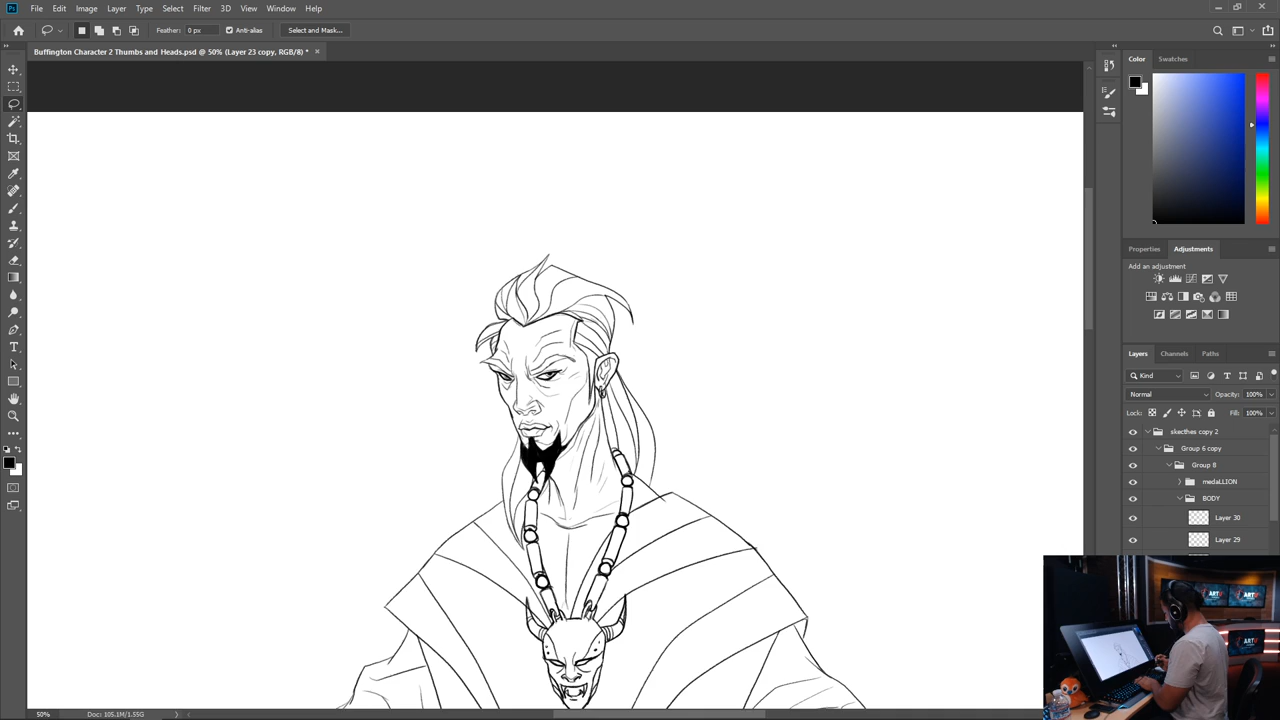 Ps File Edit Image Layer Type Select Filter 3D View Window Help
Feather: 0 px Anti-alias Select and Mask...
Buffington Character 2 Thumbs and Heads.psd @ 50% (Layer 23 copy, RGB/8) * ×
Color Swatches
Properties Adjustments
Add an adjustment
Layers Channels Paths
Kind
Normal Opacity: 100%
Lock: Fill: 100%
skecthes copy 2
Group 6 copy
Group 8
medaLLION
BODY
Layer 30
Layer 29
50% Doc: 105.1M/1.55G